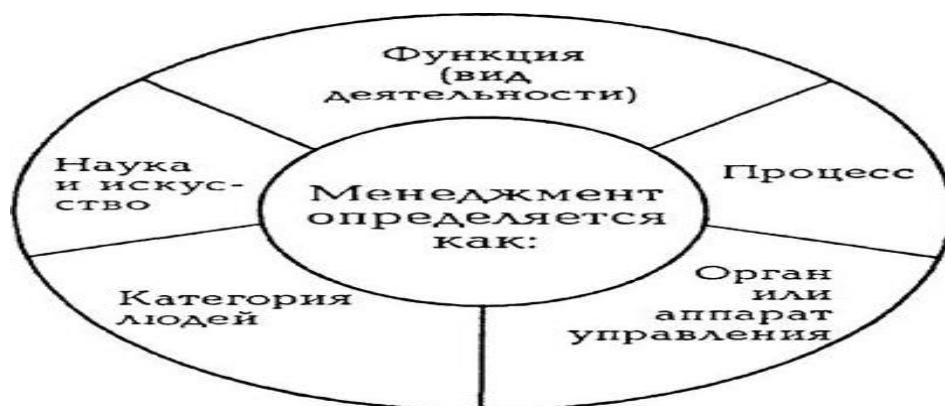 Функция
(вид
деятельности)
Наука
и искус-
ство
Процесс
Менеджмент
определяется
как:
Категория
людей
Орган
или
аппарат
управления